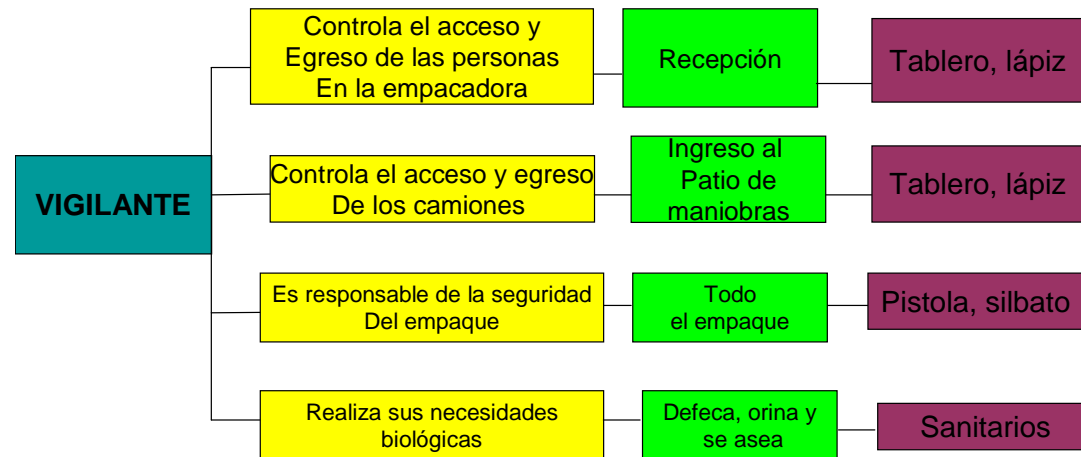 Controla el acceso y
Egreso de las personas
En la empacadora
Recepción
Tablero, lápiz
VIGILANTE
Controla el acceso y egreso
De los camiones
Ingreso al
Patio de
maniobras
Tablero, lápiz
Es responsable de la seguridad
Del empaque
Todo
el empaque
Pistola, silbato
Realiza sus necesidades
biológicas
Defeca, orina y
se asea
Sanitarios